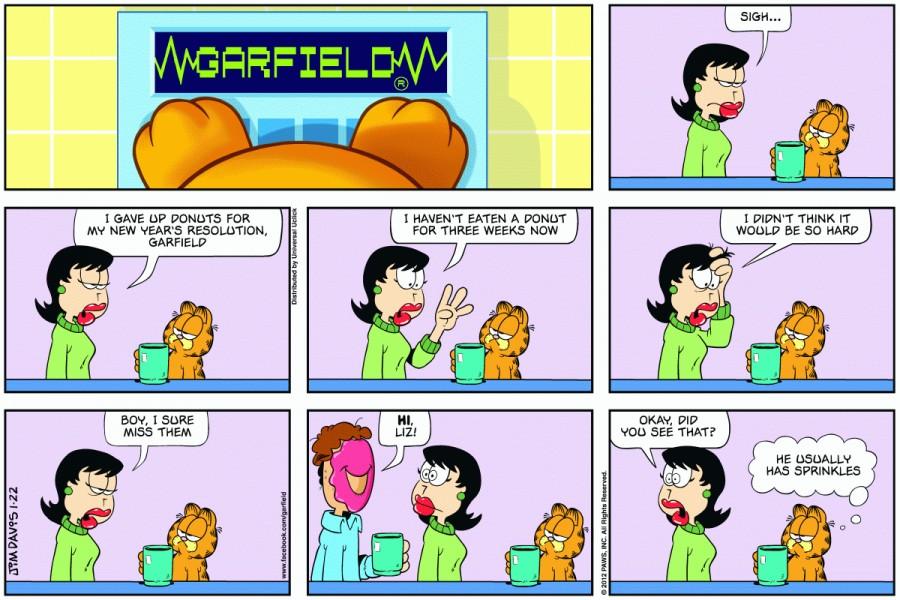 GARFIELD
®
SIGH...
I GAVE UP DONUTS FOR
MY NEW YEAR'S RESOLUTION,
GARFIELD
Distributed by Universal Uclick
I HAVEN'T EATEN A DONUT
FOR THREE WEEKS NOW
I DIDN'T THINK IT
WOULD BE SO HARD
BOY, I SURE
MISS THEM
JIM DAVIS 1-22
www.facebook.com/garfield
HI,
LIZ!
© 2012 PAWS, INC. All Rights Reserved.
OKAY, DID
YOU SEE THAT?
HE USUALLY
HAS SPRINKLES